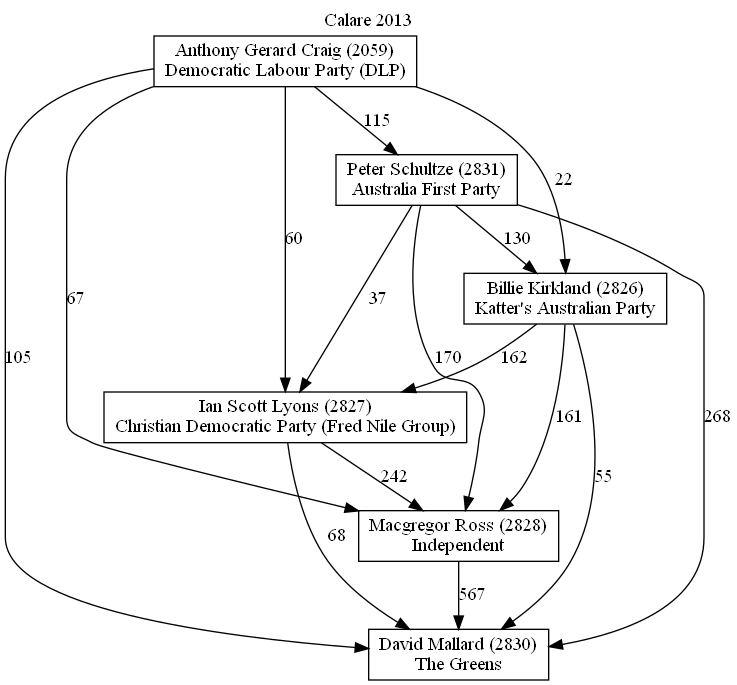 Calare 2013
Anthony Gerard Craig (2059)
Democratic Labour Party (DLP)
115
Peter Schultze (2831)
Australia First Party
22
60
130
Billie Kirkland (2826)
Katter's Australian Party
67
37
105
170
162
Ian Scott Lyons (2827)
Christian Democratic Party (Fred Nile Group)
161
268
242
55
Macgregor Ross (2828)
Independent
68
567
David Mallard (2830)
The Greens